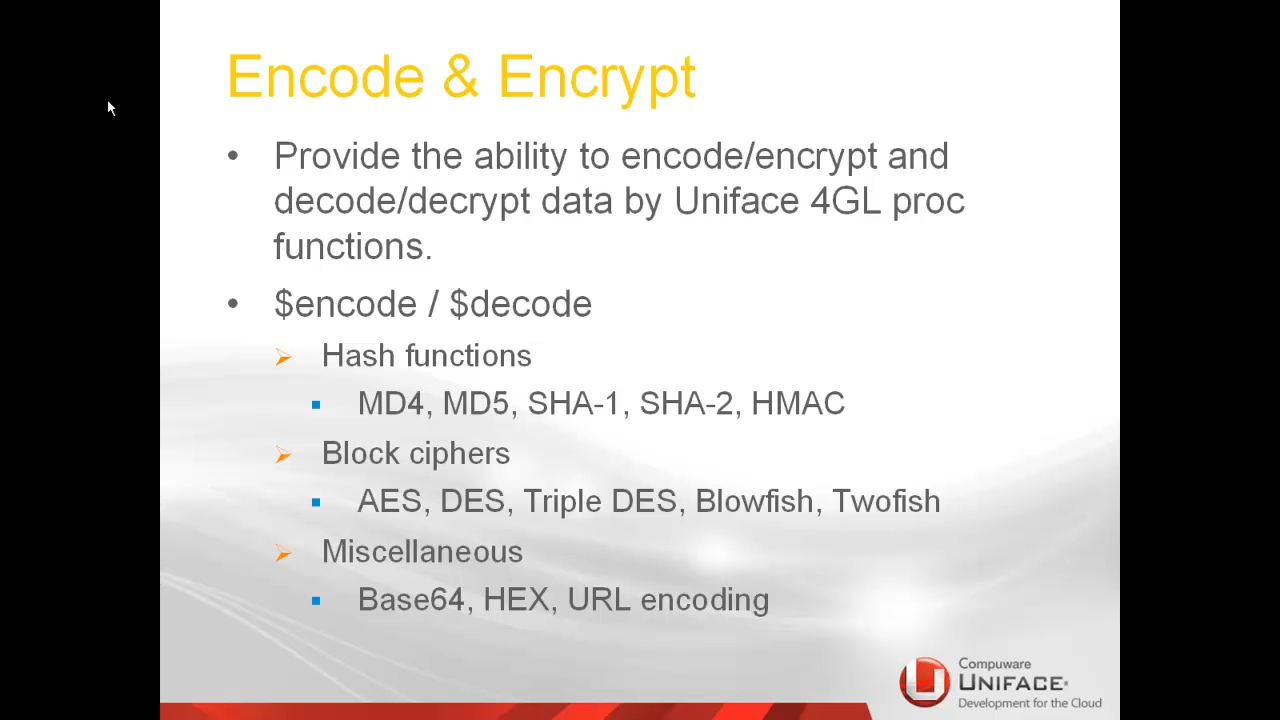 Encode & Encrypt
• Provide the ability to encode/encrypt and
decode/decrypt data by Uniface 4GL proc
functions.
• $encode / $decode
➢ Hash functions
▪ MD4, MD5, SHA-1, SHA-2, HMAC
➢ Block ciphers
▪ AES, DES, Triple DES, Blowfish, Twofish
➢ Miscellaneous
▪ Base64, HEX, URL encoding
Compuware
UNIFACE®
Development for the Cloud